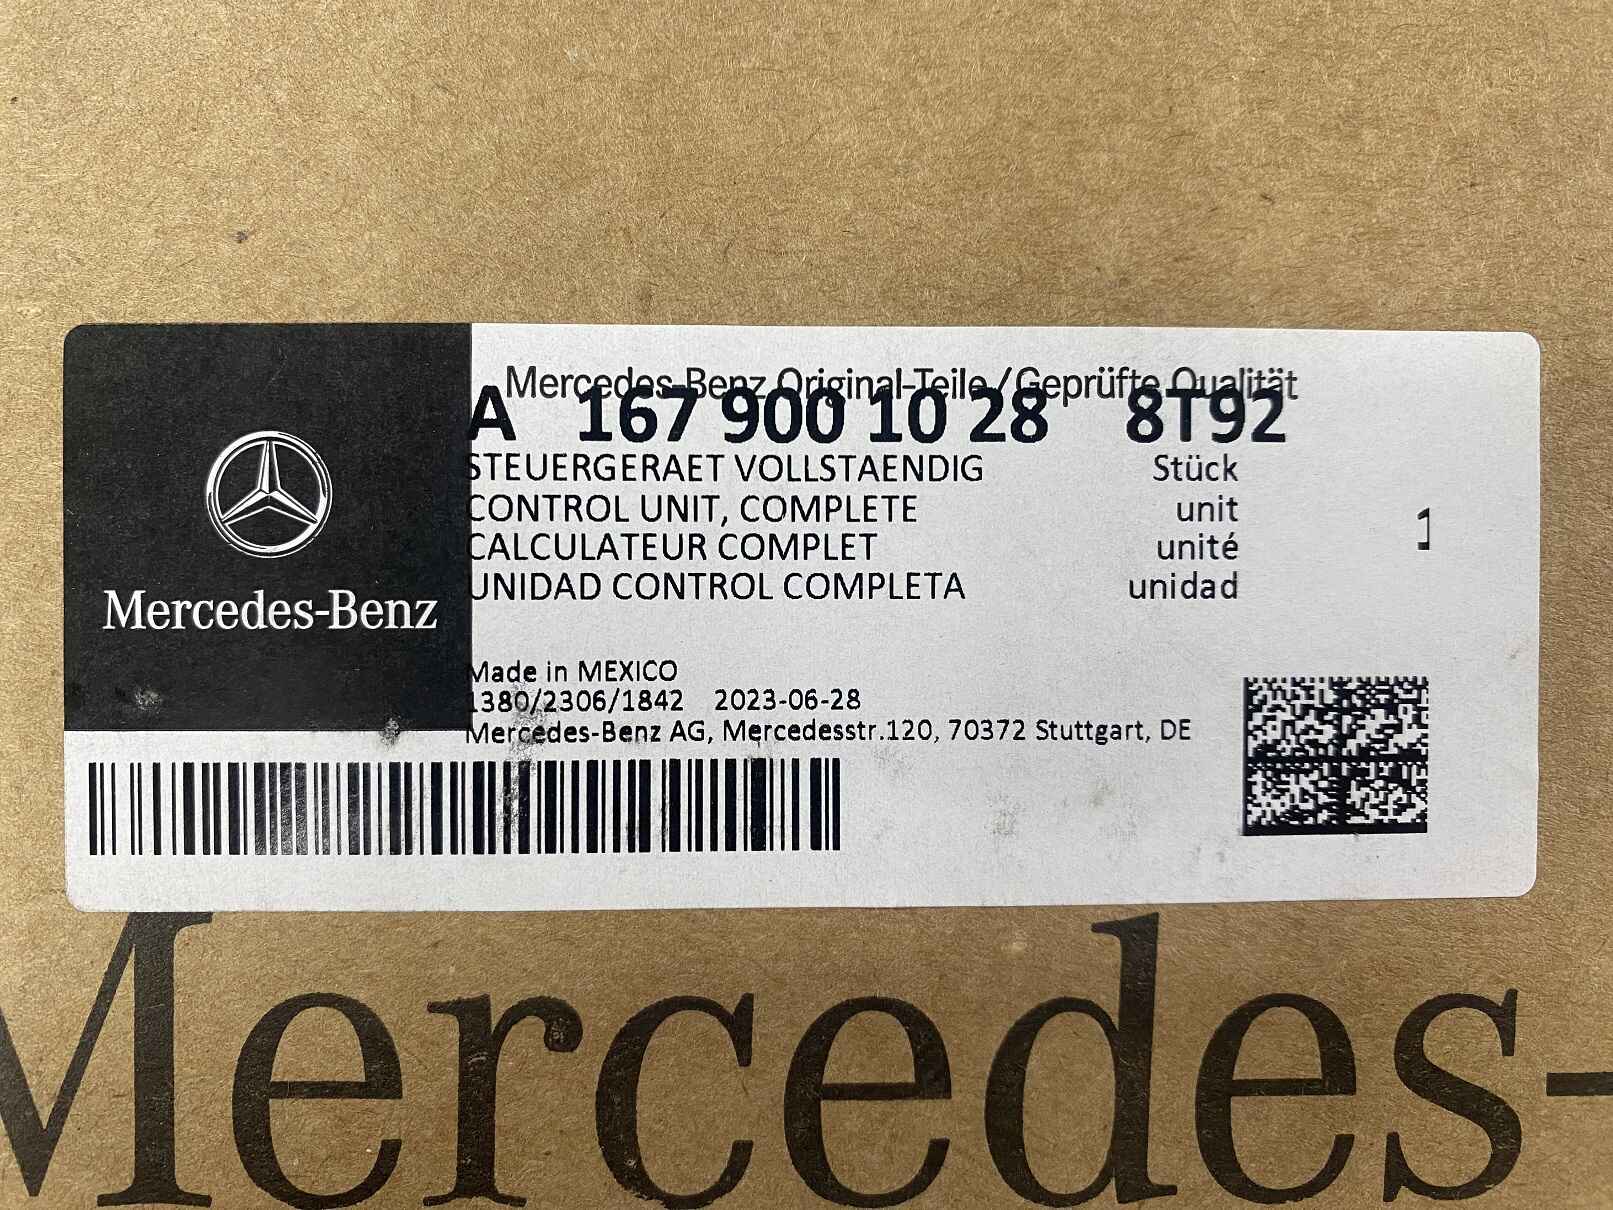 Mercedes-Benz Original-Teile/Geprüfte Qualität
A 167 900 10 28 8T92
STEUERGERAET VOLLSTAENDIG Stück
CONTROL UNIT, COMPLETE unit
CALCULATEUR COMPLET unité
UNIDAD CONTROL COMPLETA unidad
1
Mercedes-Benz
Made in MEXICO
1380/2306/1842 2023-06-28
Mercedes-Benz AG, Mercedesstr.120, 70372 Stuttgart, DE
Mercedes-